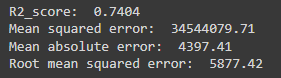 R2_score:  0.7404
Mean squared error:  34544079.71
Mean absolute error:  4397.41
Root mean squared error:  5877.42